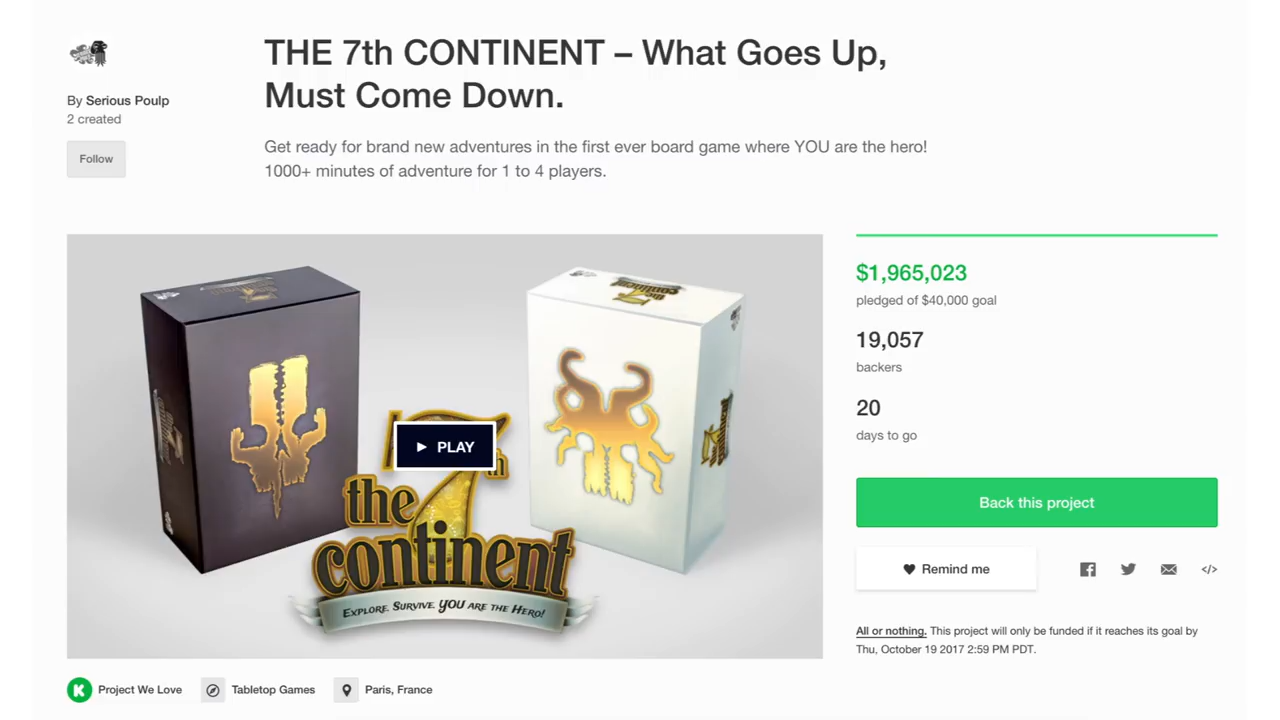 THE 7th CONTINENT – What Goes Up,
Must Come Down.
By Serious Poulp
2 created
Follow
Get ready for brand new adventures in the first ever board game where YOU are the hero!
1000+ minutes of adventure for 1 to 4 players.
PLAY
the 7th
continent
EXPLORE. SURVIVE. YOU ARE THE HERO!
$1,965,023
pledged of $40,000 goal
19,057
backers
20
days to go
Back this project
Remind me
All or nothing. This project will only be funded if it reaches its goal by
Thu, October 19 2017 2:59 PM PDT.
Project We Love
Tabletop Games
Paris, France